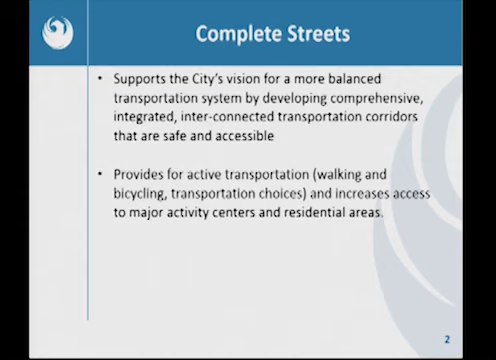 Complete Streets
• Supports the City's vision for a more balanced
transportation system by developing comprehensive,
integrated, inter-connected transportation corridors
that are safe and accessible
• Provides for active transportation (walking and
bicycling, transportation choices) and increases access
to major activity centers and residential areas.
2